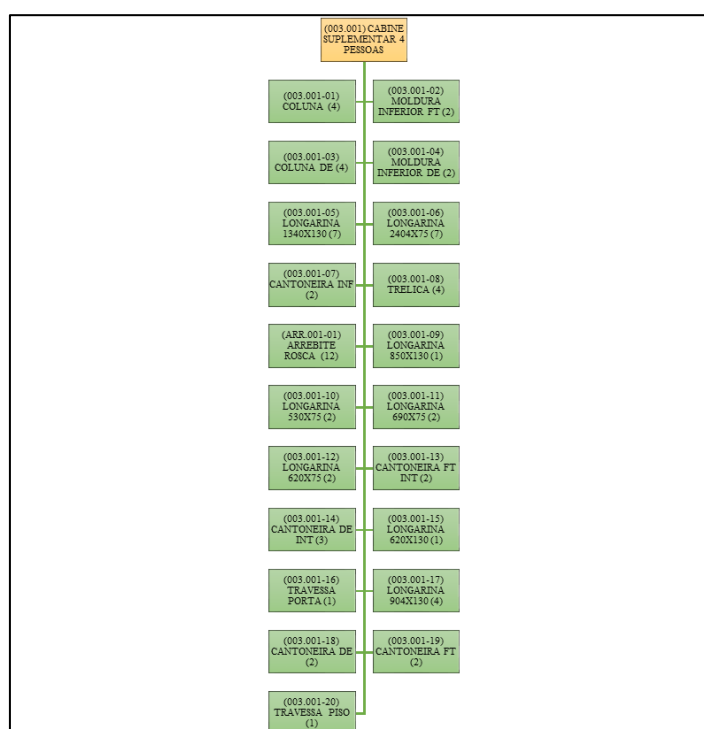 (003.001) CABINE
SUPLEMENTAR 4
PESSOAS
(003.001-01)
COLUNA (4)
(003.001-02)
MOLDURA
INFERIOR FT (2)
(003.001-03)
COLUNA DE (4)
(003.001-04)
MOLDURA
INFERIOR DE (2)
(003.001-05)
LONGARINA
1340X130 (7)
(003.001-06)
LONGARINA
2404X75 (7)
(003.001-07)
CANTONEIRA INF
(2)
(003.001-08)
TRELICA (4)
(ARR.001-01)
ARREBITE
ROSCA (12)
(003.001-09)
LONGARINA
850X130 (1)
(003.001-10)
LONGARINA
530X75 (2)
(003.001-11)
LONGARINA
690X75 (2)
(003.001-12)
LONGARINA
620X75 (2)
(003.001-13)
CANTONEIRA FT
INT (2)
(003.001-14)
CANTONEIRA DE
INT (3)
(003.001-15)
LONGARINA
620X130 (1)
(003.001-16)
TRAVESSA
PORTA (1)
(003.001-17)
LONGARINA
904X130 (4)
(003.001-18)
CANTONEIRA DE
(2)
(003.001-19)
CANTONEIRA FT
(2)
(003.001-20)
TRAVESSA PISO
(1)